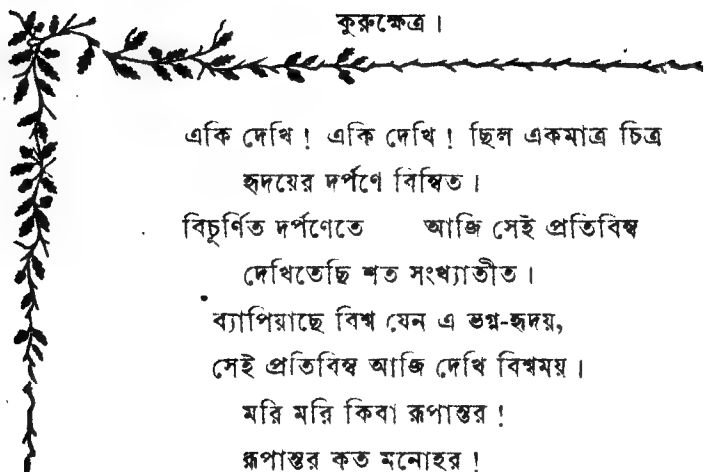 কুরুক্ষেত্র।
একি দেখি! একি দেখি! ছিল একমাত্র চিত্র
হৃদয়ের দর্পণে বিম্বিত।
বিচূর্ণিত দর্পণেতে আজি সেই প্রতিবিম্ব
দেখিতেছি শত সংখ্যাতীত।
ব্যাপিয়াছে বিশ্ব যেন এ ভগ্ন-হৃদয়,
সেই প্রতিবিম্ব আজি দেখি বিশ্বময়।
মরি মরি কিবা রূপান্তর!
রূপান্তর কত মনোহর!